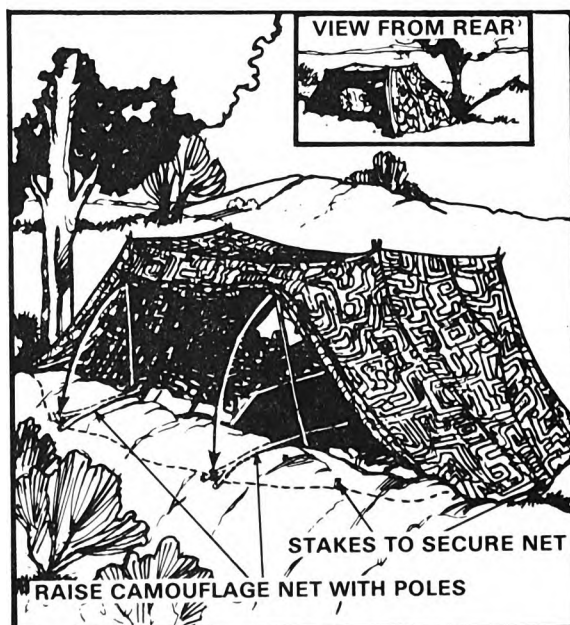 VIEW FROM REAR
STAKES TO SECURE NET
RAISE CAMOUFLAGE NET WITH POLES